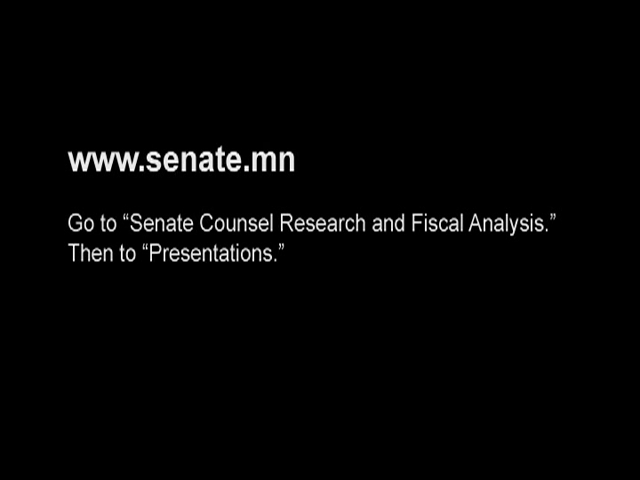 www.senate.mn
Go to “Senate Counsel Research and Fiscal Analysis.”
Then to “Presentations.”